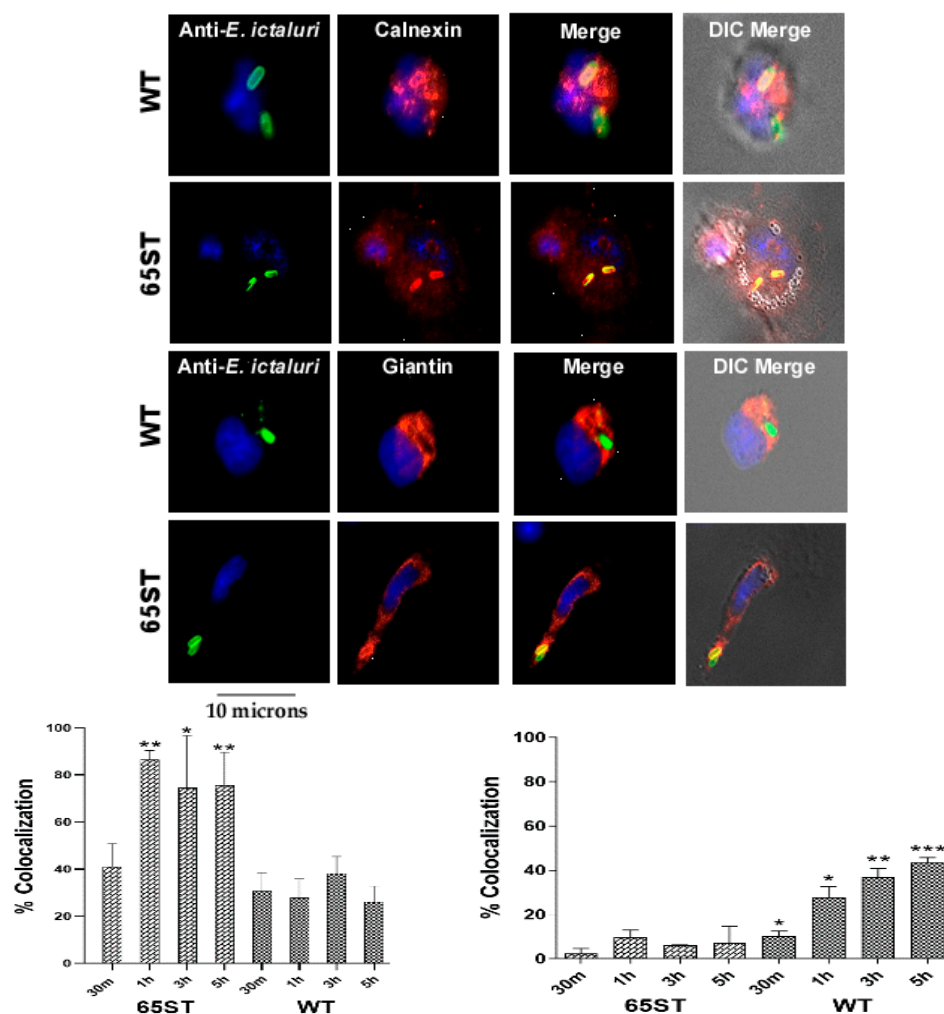 Anti-E. ictaluri Calnexin Merge DIC Merge
WT
65ST
Anti-E. ictaluri Giantin Merge DIC Merge
WT
65ST
10 microns
% Colocalization
100
80
60
40
20
0
** * **
30m 1h 3h 5h 30m 1h 3h 5h
65ST WT
% Colocalization
100
80
60
40
20
0
* * ** ***
30m 1h 3h 5h 30m 1h 3h 5h
65ST WT